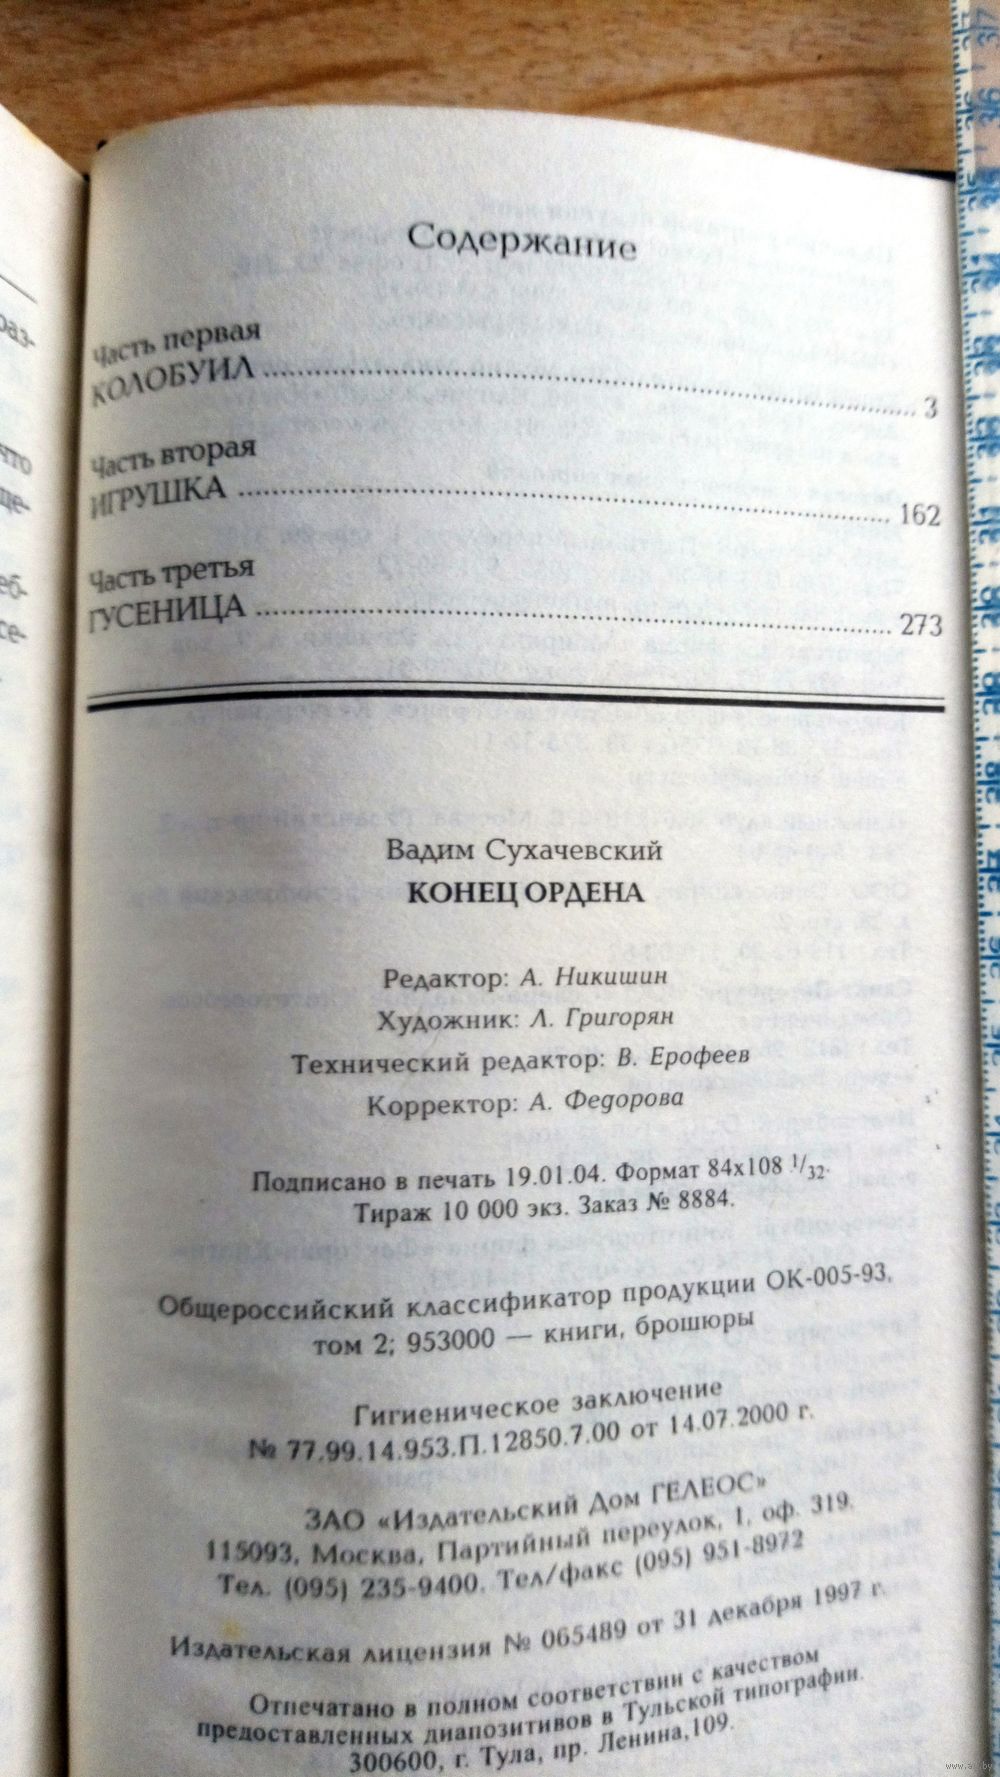 Содержание
Часть первая
КОЛОБУИЛ ........................ 3
Часть вторая
ИГРУШКА ........................ 162
Часть третья
ГУСЕНИЦА ........................ 273
Вадим Сухачевский
КОНЕЦ ОРДЕНА
Редактор: А. Никишин
Художник: Л. Григорян
Технический редактор: В. Ерофеев
Корректор: А. Федорова
Подписано в печать 19.01.04. Формат 84х108 1/32.
Тираж 10 000 экз. Заказ № 8884.
Общероссийский классификатор продукции ОК-005-93,
том 2; 953000 — книги, брошюры
Гигиеническое заключение
№ 77.99.14.953.П.12850.7.00 от 14.07.2000 г.
ЗАО «Издательский Дом ГЕЛЕОС»
115093, Москва, Партийный переулок, 1, оф. 319.
Тел. (095) 235-9400. Тел/факс (095) 951-8972
Издательская лицензия № 065489 от 31 декабря 1997 г.
Отпечатано в полном соответствии с качеством
предоставленных диапозитивов в Тульской типографии.
300600, г. Тула, пр. Ленина,109.